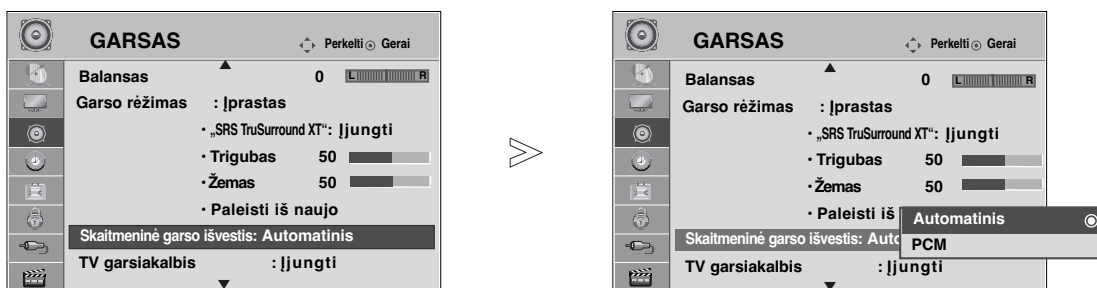 GARSAS Perkelti Gerai
Balansas 0 L R
Garso rėžimas : Įprastas
• „SRS TruSurround XT“: Įjungti
• Trigubas 50
• Žemas 50
• Paleisti iš naujo
Skaitmeninė garso išvestis: Automatinis
TV garsiakalbis : Įjungti
>
GARSAS Perkelti Gerai
Balansas 0 L R
Garso rėžimas : Įprastas
• „SRS TruSurround XT“: Įjungti
• Trigubas 50
• Žemas 50
• Paleisti iš
Automatinis
Skaitmeninė garso išvestis: Auto
PCM
TV garsiakalbis : Įjungti